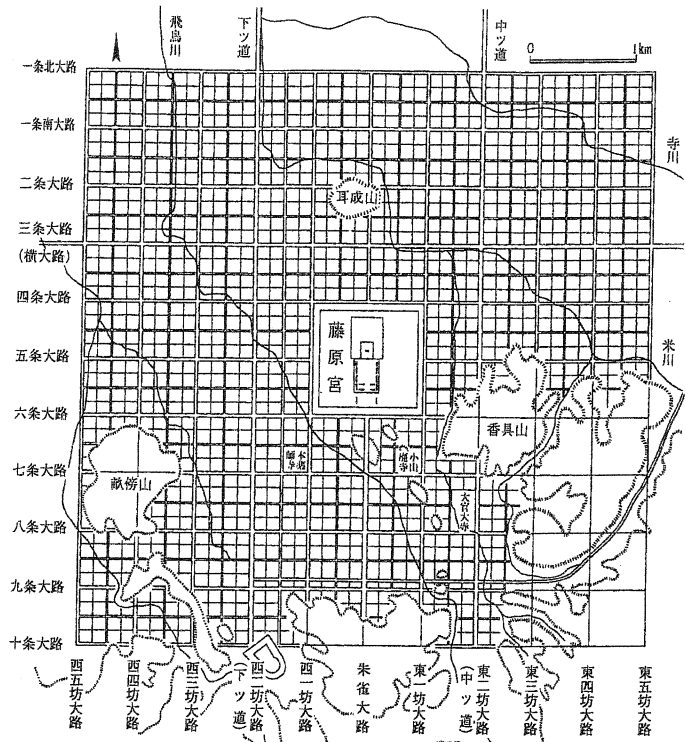 飛鳥川
下ツ道
中ツ道
0 1km
一条北大路
一条南大路
寺川
二条大路
耳成山
三条大路
(横大路)
四条大路
藤原宮
米川
五条大路
六条大路
香具山
本薬師寺
小山廃寺
七条大路
畝傍山
大官大寺
八条大路
九条大路
十条大路
西五坊大路
西四坊大路
西三坊大路
(下ツ道)
西二坊大路
西一坊大路
朱雀大路
東一坊大路
(中ツ道)
東二坊大路
東三坊大路
東四坊大路
東五坊大路